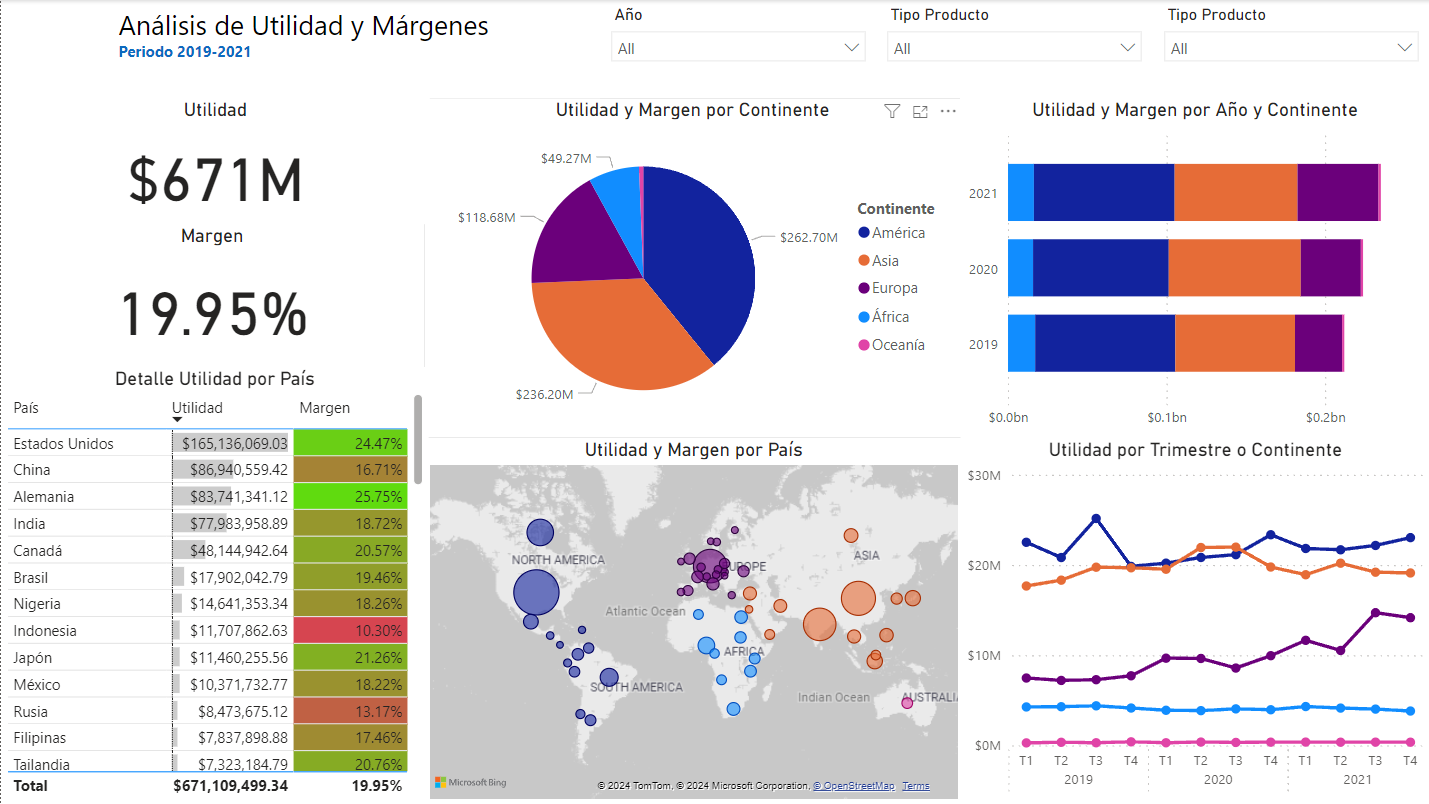 Análisis de Utilidad y Márgenes
Periodo 2019-2021
Año
All
Tipo Producto
All
Tipo Producto
All
Utilidad
$671M
Margen
19.95%
Detalle Utilidad por País
País Utilidad Margen
Estados Unidos $165,136,069.03 24.47%
China $86,940,559.42 16.71%
Alemania $83,741,341.12 25.75%
India $77,983,958.89 18.72%
Canadá $48,144,942.64 20.57%
Brasil $17,902,042.79 19.46%
Nigeria $14,641,353.34 18.26%
Indonesia $11,707,862.63 10.30%
Japón $11,460,255.56 21.26%
México $10,371,732.77 18.22%
Rusia $8,473,675.12 13.17%
Filipinas $7,837,898.88 17.46%
Tailandia $7,323,184.79 20.76%
Total $671,109,499.34 19.95%
Utilidad y Margen por Continente
$49.27M
$118.68M
$262.70M
$236.20M
Continente
América
Asia
Europa
África
Oceanía
Utilidad y Margen por Año y Continente
2021
2020
2019
$0.0bn $0.1bn $0.2bn
Utilidad y Margen por País
NORTH AMERICA
EUROPE
ASIA
Atlantic Ocean
AFRICA
SOUTH AMERICA
Indian Ocean
AUSTRALIA
Microsoft Bing
© 2024 TomTom, © 2024 Microsoft Corporation, © OpenStreetMap Terms
Utilidad por Trimestre o Continente
$30M
$20M
$10M
$0M
T1 T2 T3 T4 T1 T2 T3 T4 T1 T2 T3 T4
2019 2020 2021